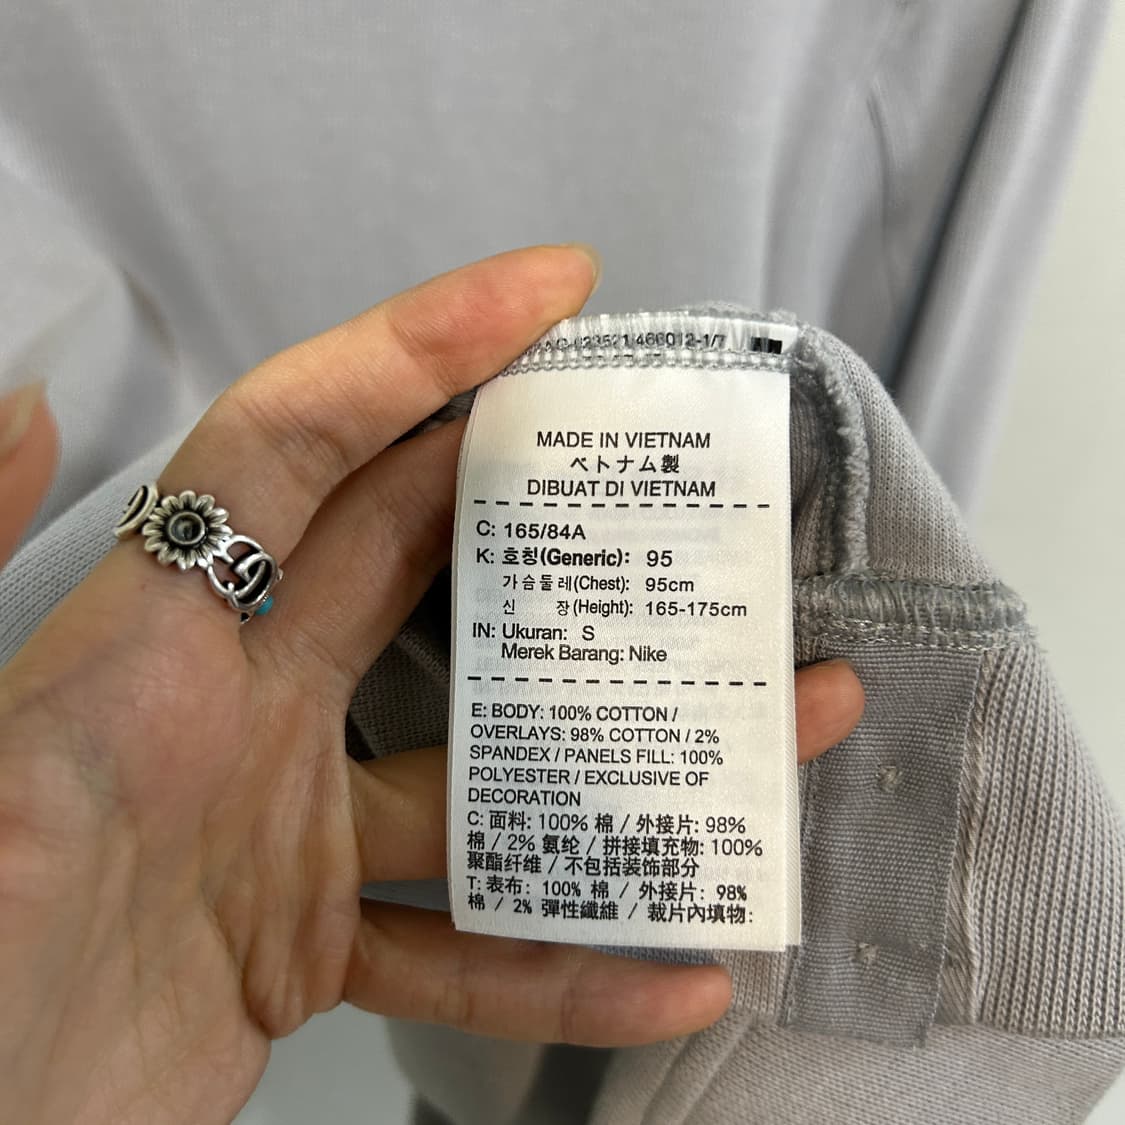 023521/466012-1/7
MADE IN VIETNAM
ベトナム製
DIBUAT DI VIETNAM
C: 165/84A
K: 호칭(Generic): 95
가슴둘레(Chest): 95cm
신 장(Height): 165-175cm
IN: Ukuran: S
Merek Barang: Nike
E: BODY: 100% COTTON /
OVERLAYS: 98% COTTON / 2%
SPANDEX / PANELS FILL: 100%
POLYESTER / EXCLUSIVE OF
DECORATION
C: 面料: 100% 棉 / 外接片: 98%
棉 / 2% 氨纶 / 拼接填充物: 100%
聚酯纤维 / 不包括装饰部分
T: 表布: 100% 棉 / 外接片: 98%
棉 / 2% 彈性纖維 / 裁片內填物: